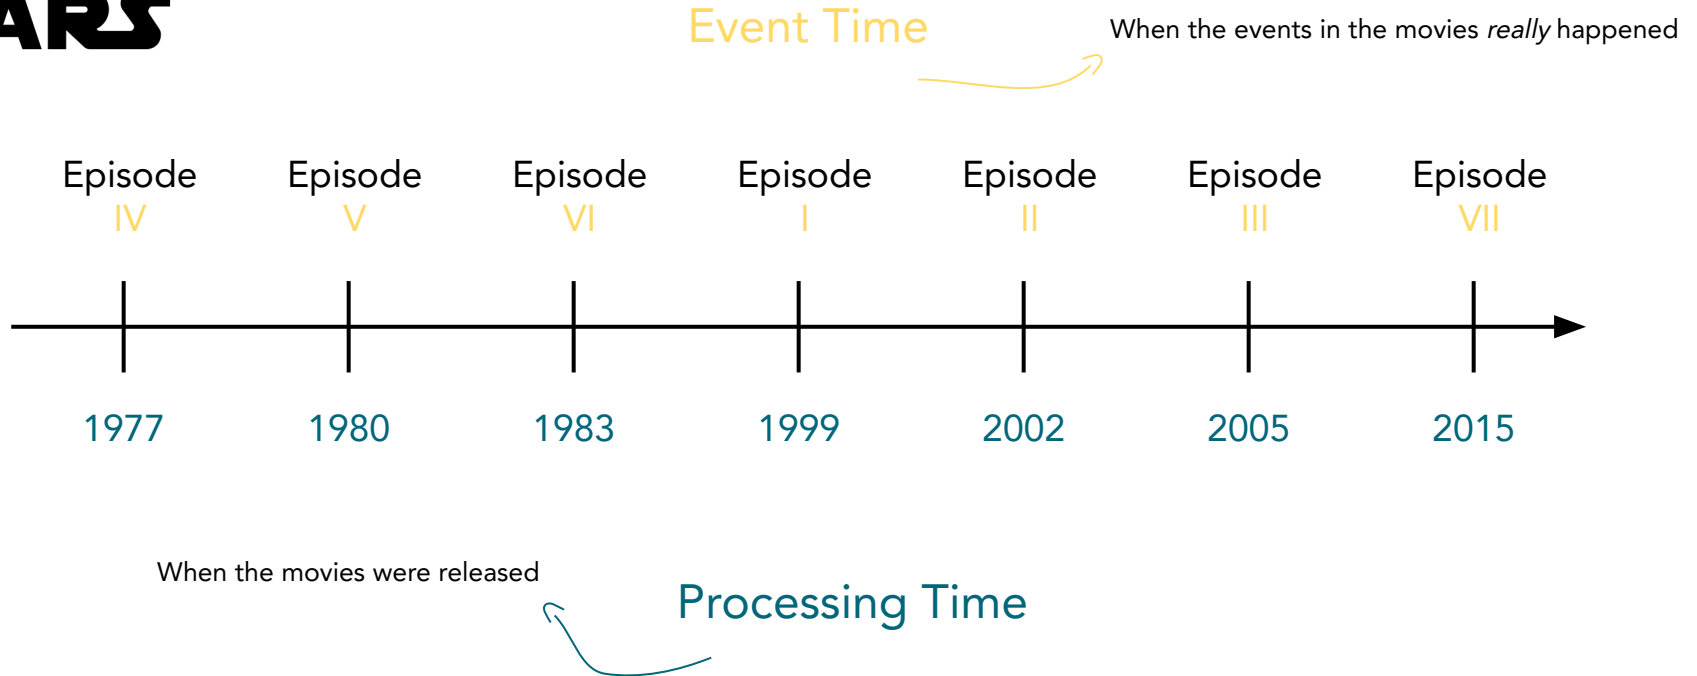 ARS
Event Time
When the events in the movies really happened
Episode Episode Episode Episode Episode Episode Episode
IV V VI I II III VII
1977 1980 1983 1999 2002 2005 2015
When the movies were released
Processing Time